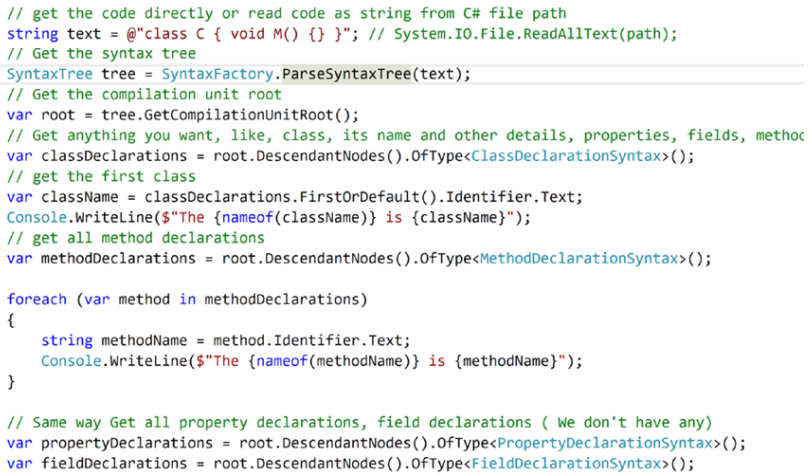 // get the code directly or read code as string from C# file path
string text = @"class C { void M() {} }"; // System.IO.File.ReadAllText(path);
// Get the syntax tree
SyntaxTree tree = SyntaxFactory.ParseSyntaxTree(text);
// Get the compilation unit root
var root = tree.GetCompilationUnitRoot();
// Get anything you want, like, class, its name and other details, properties, fields, method
var classDeclarations = root.DescendantNodes().OfType<ClassDeclarationSyntax>();
// get the first class
var className = classDeclarations.FirstOrDefault().Identifier.Text;
Console.WriteLine($"The {nameof(className)} is {className}");
// get all method declarations
var methodDeclarations = root.DescendantNodes().OfType<MethodDeclarationSyntax>();
foreach (var method in methodDeclarations)
{
    string methodName = method.Identifier.Text;
    Console.WriteLine($"The {nameof(methodName)} is {methodName}");
}
// Same way Get all property declarations, field declarations ( We don't have any)
var propertyDeclarations = root.DescendantNodes().OfType<PropertyDeclarationSyntax>();
var fieldDeclarations = root.DescendantNodes().OfType<FieldDeclarationSyntax>();